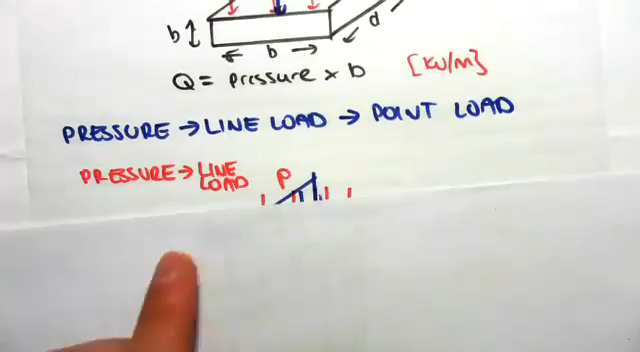 b
b
d
Q = pressure x b [kN/m]
PRESSURE → LINE LOAD → POINT LOAD
PRESSURE → LINE LOAD
P